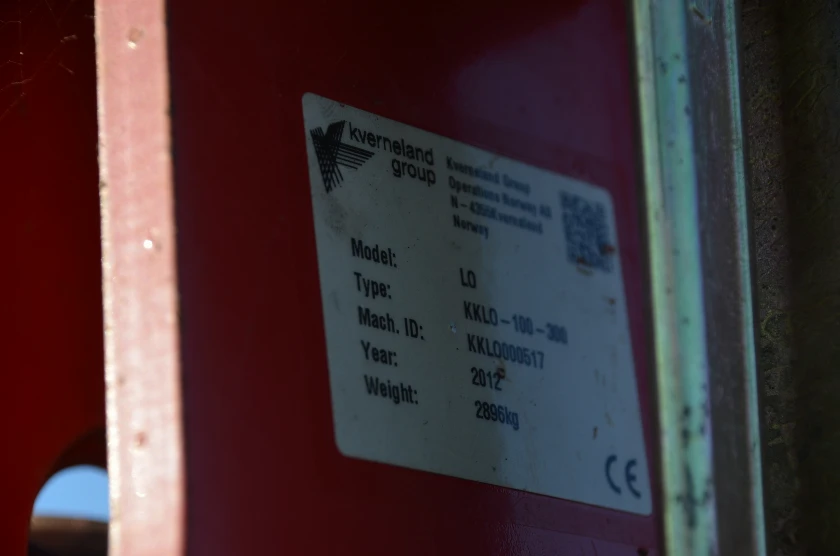 kverneland
group
Kverneland Group
Operations Norway AS
N-4355Kverneland
Norway
Model: LO
Type: KKLO-100-300
Mach. ID: KKLO000517
Year: 2012
Weight: 2896kg
CE